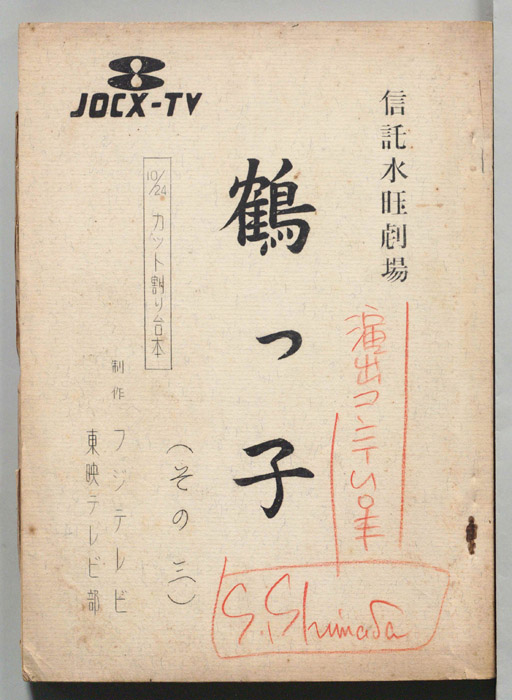 JOCX-TV
信託水曜劇場
鶴っ子
(その三)
10/24 カット割り台本
制作 フジテレビ
東映テレビ部
演出コンテ
S. Shimada